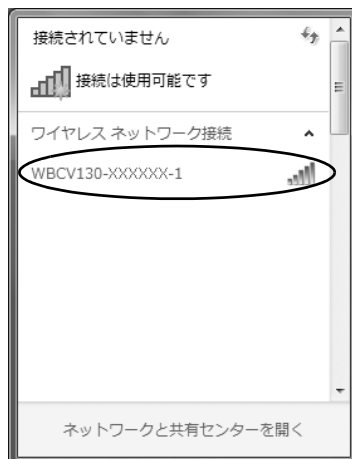 接続されていません
接続は使用可能です
ワイヤレス ネットワーク接続
WBCV130-XXXXXX-1
ネットワークと共有センターを開く